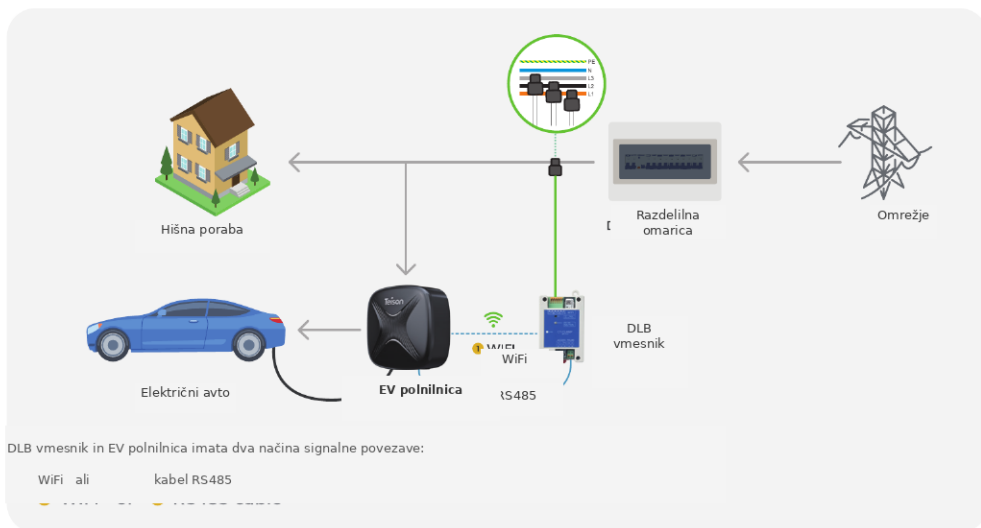 PE
N
L3
L2
L1
Hišna poraba
Razdelilna
omarica
Omrežje
Teison
WiFi
DLB
vmesnik
WiFi
RS485
EV polnilnica
Električni avto
DLB vmesnik in EV polnilnica imata dva načina signalne povezave:
WiFi ali kabel RS485